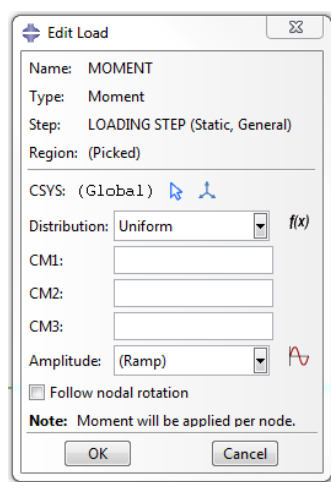 Edit Load
Name: MOMENT
Type: Moment
Step: LOADING STEP (Static, General)
Region: (Picked)
CSYS: (Global)
Distribution: Uniform f(x)
CM1:
CM2:
CM3:
Amplitude: (Ramp)
Follow nodal rotation
Note: Moment will be applied per node.
OK Cancel